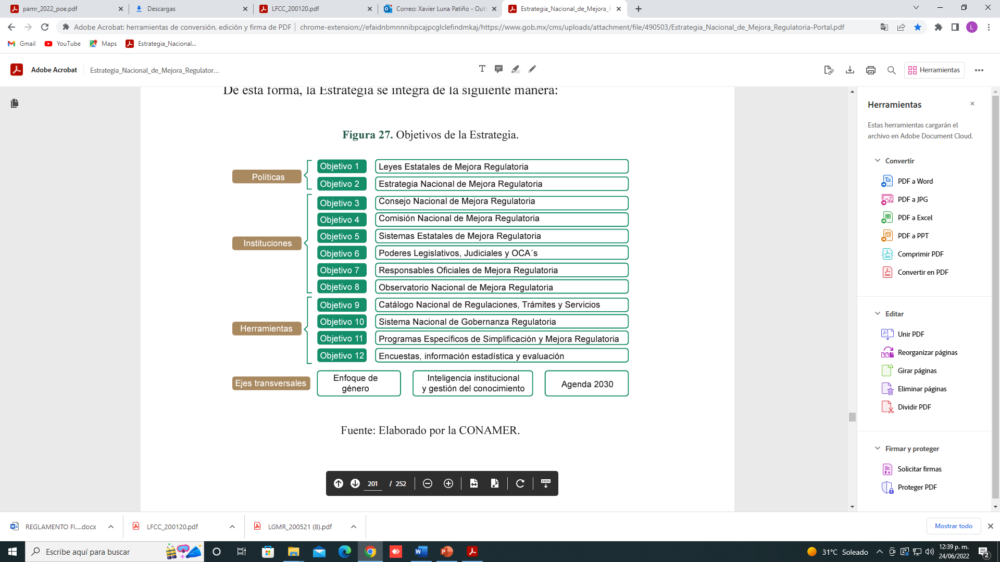 pamr_2022_poe.pdf
Descargas
LFCC_200120.pdf
Correo: Xavier Luna Patiño - Outl
Estrategia_Nacional_de_Mejora_R
Adobe Acrobat: herramientas de conversión, edición y firma de PDF
chrome-extension://efaidnbmnnnibpcajpcglclefindmkaj/https://www.gob.mx/cms/uploads/attachment/file/490503/Estrategia_Nacional_de_Mejora_Regulatoria-Portal.pdf
L
Gmail
YouTube
Maps
Estrategia_Nacional...
Adobe Acrobat
Estrategia_Nacional_de_Mejora_Regulator...
Herramientas
De esta forma, la Estrategia se integra de la siguiente manera:
Figura 27. Objetivos de la Estrategia.
Políticas
Objetivo 1 Leyes Estatales de Mejora Regulatoria
Objetivo 2 Estrategia Nacional de Mejora Regulatoria
Instituciones
Objetivo 3 Consejo Nacional de Mejora Regulatoria
Objetivo 4 Comisión Nacional de Mejora Regulatoria
Objetivo 5 Sistemas Estatales de Mejora Regulatoria
Objetivo 6 Poderes Legislativos, Judiciales y OCA´s
Objetivo 7 Responsables Oficiales de Mejora Regulatoria
Objetivo 8 Observatorio Nacional de Mejora Regulatoria
Herramientas
Objetivo 9 Catálogo Nacional de Regulaciones, Trámites y Servicios
Objetivo 10 Sistema Nacional de Gobernanza Regulatoria
Objetivo 11 Programas Específicos de Simplificación y Mejora Regulatoria
Objetivo 12 Encuestas, información estadística y evaluación
Ejes transversales
Enfoque de
género
Inteligencia institucional
y gestión del conocimiento
Agenda 2030
Fuente: Elaborado por la CONAMER.
201 / 252
Herramientas
Estas herramientas cargarán el
archivo en Adobe Document Cloud.
Convertir
PDF a Word
PDF a JPG
PDF a Excel
PDF a PPT
Comprimir PDF
Convertir en PDF
Editar
Unir PDF
Reorganizar páginas
Girar páginas
Eliminar páginas
Dividir PDF
Firmar y proteger
Solicitar firmas
Proteger PDF
REGLAMENTO FI....docx
LFCC_200120.pdf
LGMR_200521 (8).pdf
Mostrar todo
Escribe aquí para buscar
31°C Soleado
12:39 p. m.
24/06/2022
2